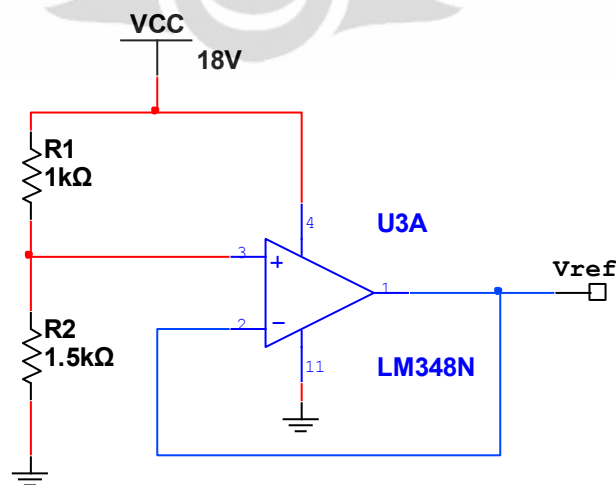 VCC
18V
R1
1kΩ
4
U3A
3
+
1
Vref
2
−
R2
1.5kΩ
11
LM348N